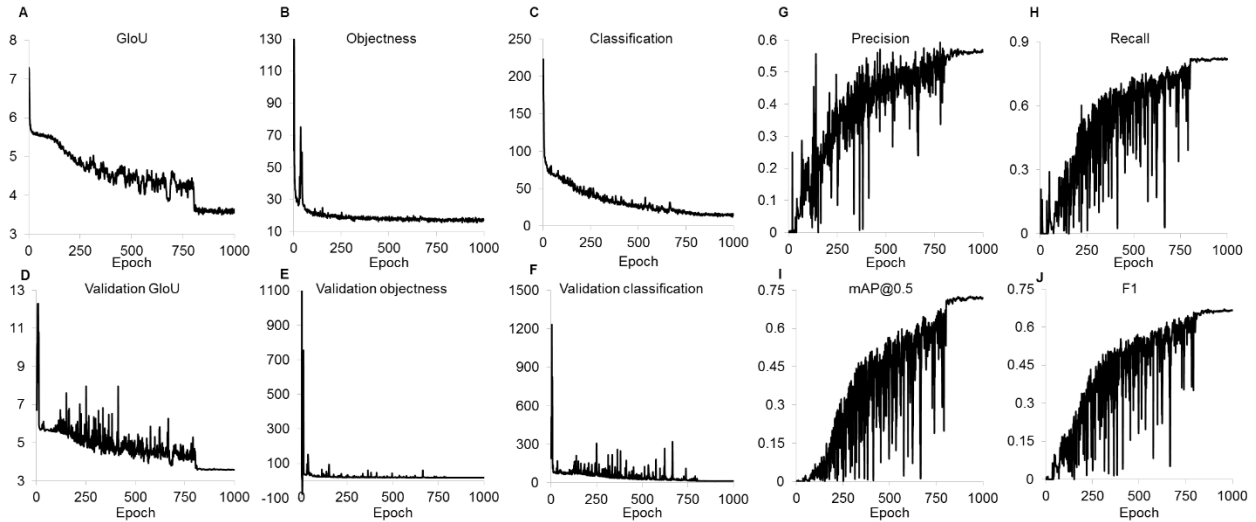 A
GIoU
8
7
6
5
4
3
0 250 500 750 1000
Epoch
B
Objectness
130
110
90
70
50
30
10
0 250 500 750 1000
Epoch
C
Classification
250
200
150
100
50
0
0 250 500 750 1000
Epoch
G
Precision
0.6
0.5
0.4
0.3
0.2
0.1
0
0 250 500 750 1000
Epoch
H
Recall
0.9
0.6
0.3
0
0 250 500 750 1000
Epoch
D
Validation GIoU
13
11
9
7
5
3
0 250 500 750 1000
Epoch
E
Validation objectness
1100
900
700
500
300
100
-100
0 250 500 750 1000
Epoch
F
Validation classification
1500
1200
900
600
300
0
0 250 500 750 1000
Epoch
I
mAP@0.5
0.75
0.6
0.45
0.3
0.15
0
0 250 500 750 1000
Epoch
J
F1
0.75
0.6
0.45
0.3
0.15
0
0 250 500 750 1000
Epoch